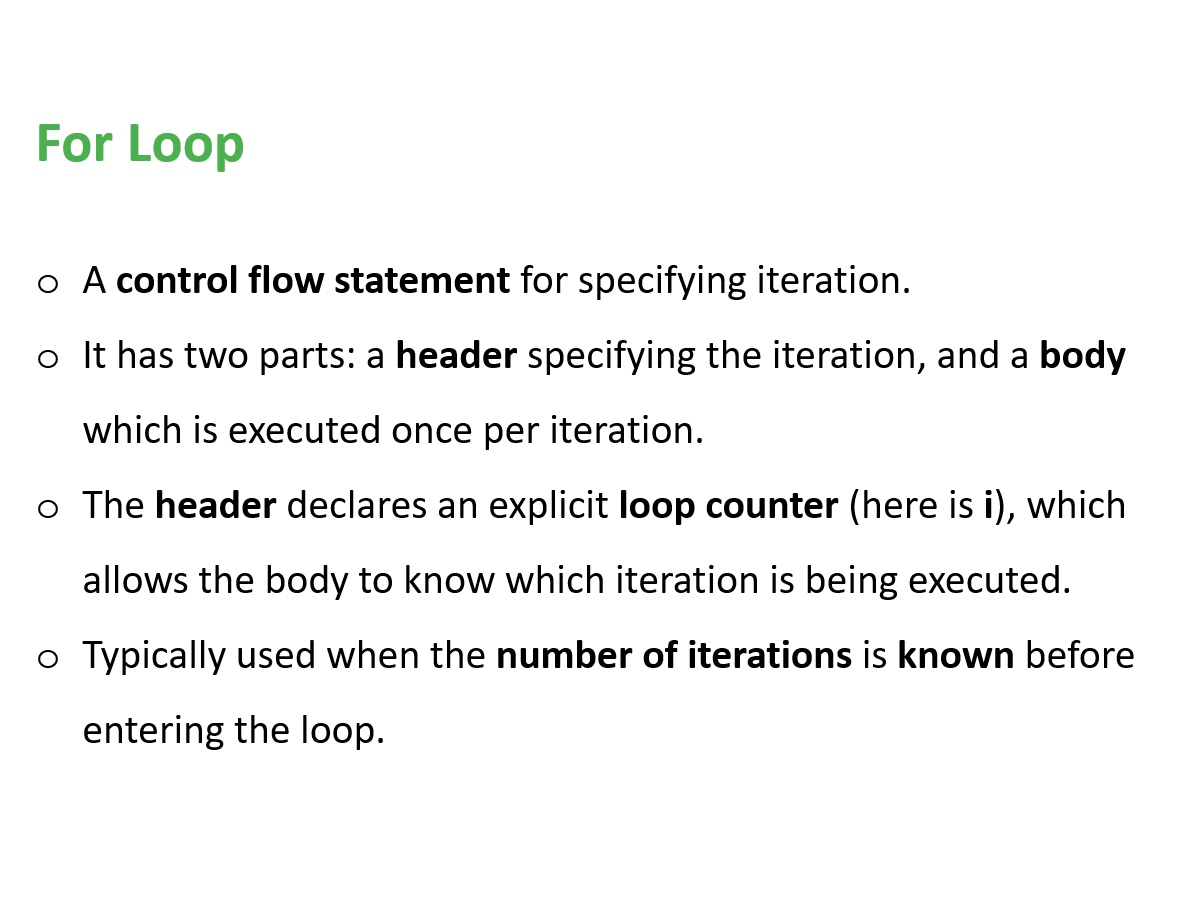 For Loop
o A control flow statement for specifying iteration.
o It has two parts: a header specifying the iteration, and a body
which is executed once per iteration.
o The header declares an explicit loop counter (here is i), which
allows the body to know which iteration is being executed.
o Typically used when the number of iterations is known before
entering the loop.